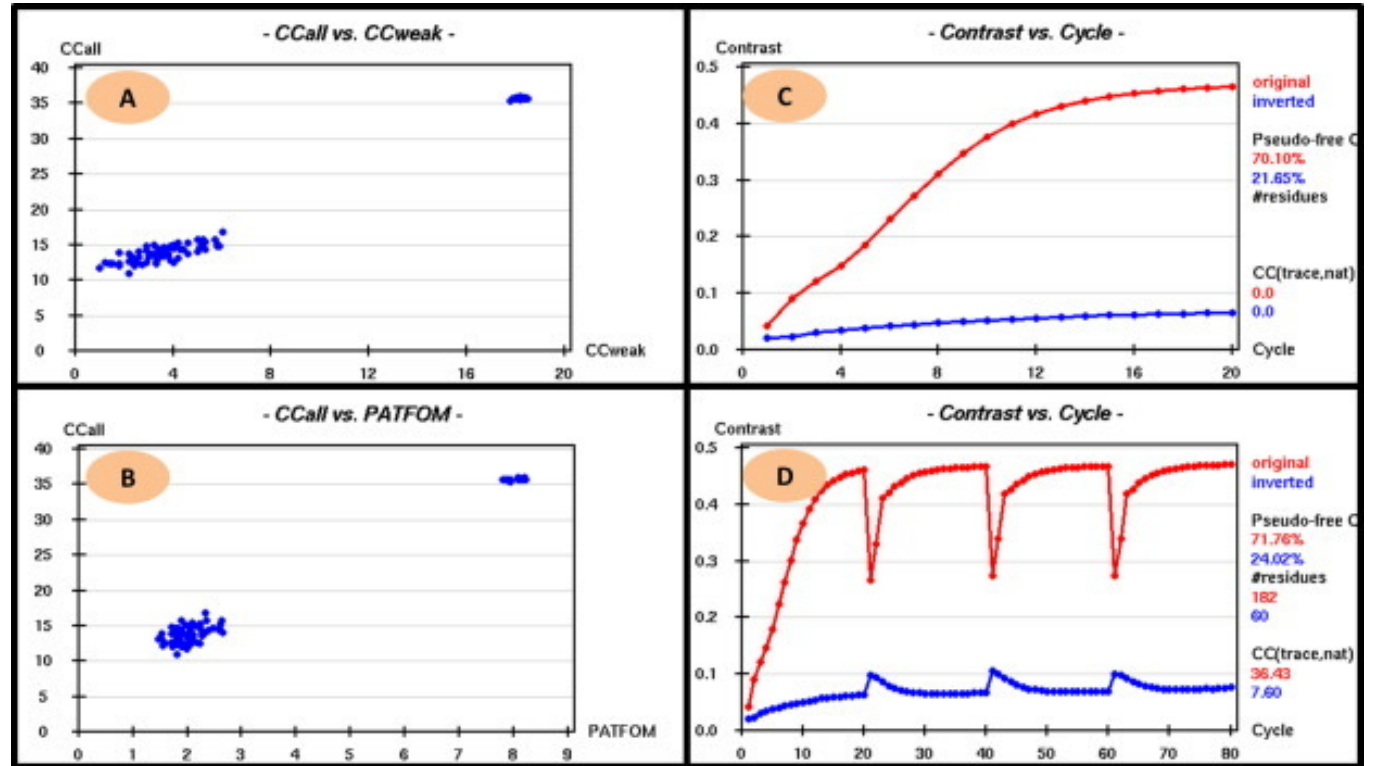 - CCall vs. CCweak -
CCall
A
40
35
30
25
20
15
10
5
0
0 4 8 12 16 20
CCweak
- Contrast vs. Cycle -
Contrast
C
0.5
0.4
0.3
0.2
0.1
0.0
0 4 8 12 16 20
original
inverted
Pseudo-free C
70.10%
21.65%
#residues
CC(trace,nat)
0.0
0.0
Cycle
- CCall vs. PATFOM -
CCall
B
40
35
30
25
20
15
10
5
0
0 1 2 3 4 5 6 7 8 9
PATFOM
- Contrast vs. Cycle -
Contrast
D
0.5
0.4
0.3
0.2
0.1
0.0
0 10 20 30 40 50 60 70 80
original
inverted
Pseudo-free C
71.76%
24.02%
#residues
182
60
CC(trace,nat)
36.43
7.60
Cycle